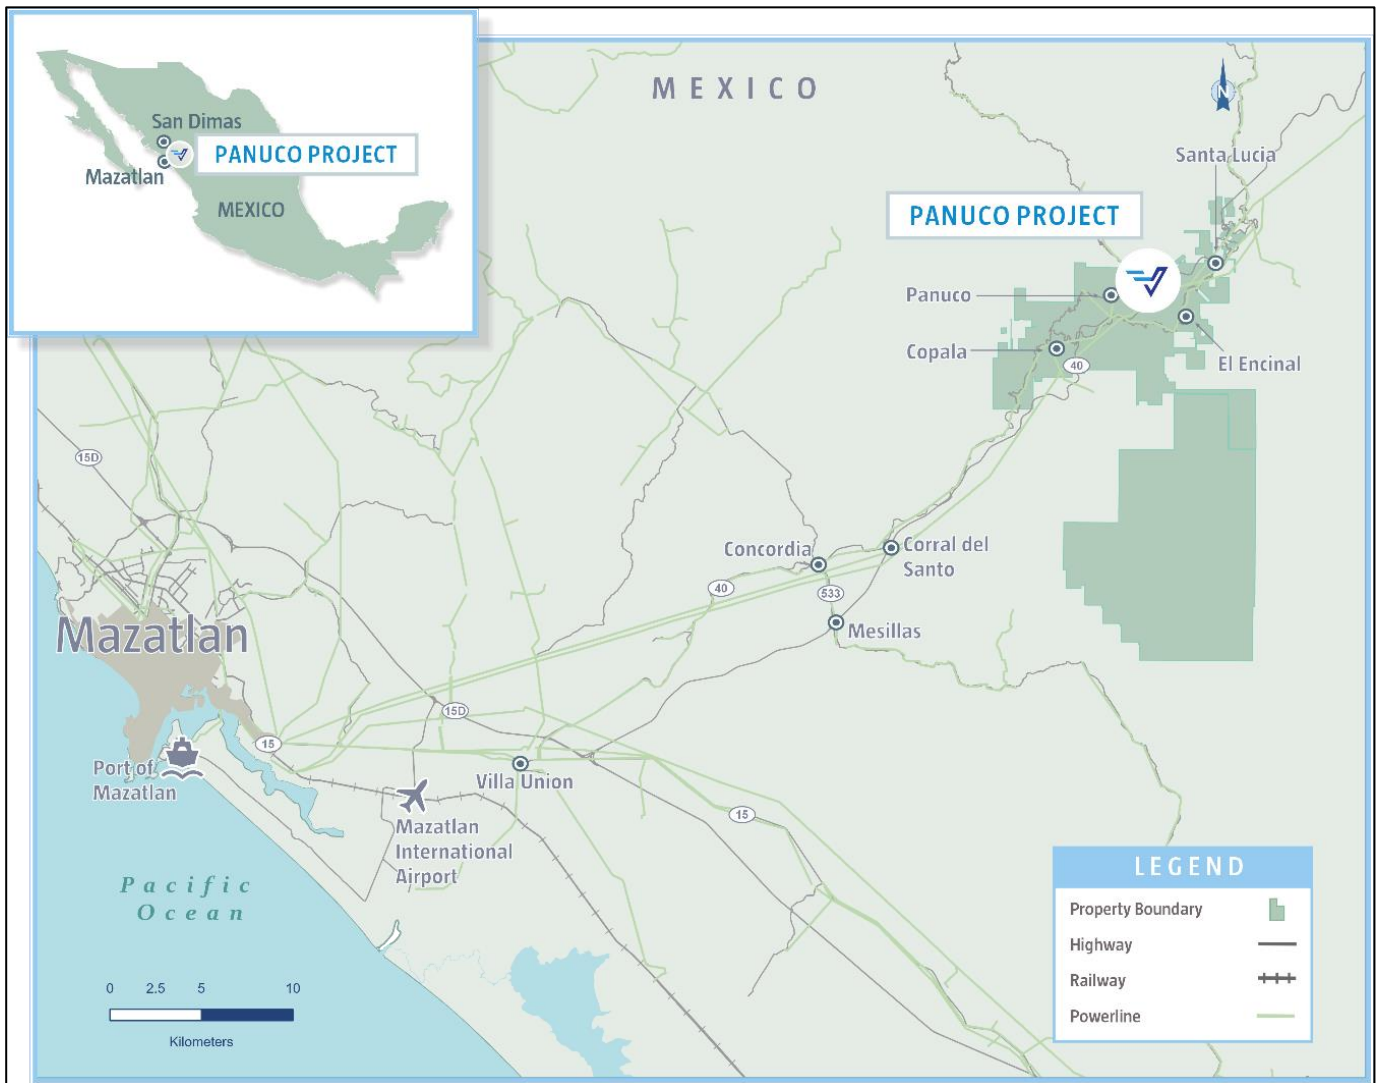 San Dimas
PANUCO PROJECT
Mazatlan
MEXICO
MEXICO
N
Santa Lucia
PANUCO PROJECT
Panuco
Copala
40
El Encinal
15D
Concordia
Corral del
Santo
40
533
Mesillas
Mazatlan
15D
15
Port of
Mazatlan
Villa Union
Mazatlan
International
Airport
15
Pacific
Ocean
0 2.5 5 10
Kilometers
LEGEND
Property Boundary
Highway
Railway
Powerline